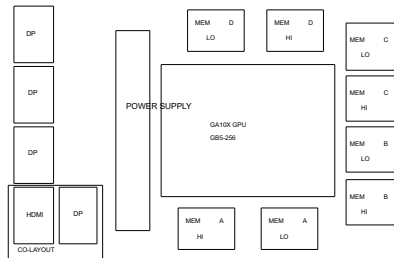 DP
MEM D
LO
MEM D
HI
MEM C
LO
DP
MEM C
HI
POWER SUPPLY
GA10X GPU
GB5-256
DP
MEM B
LO
MEM B
HI
HDMI
DP
CO-LAYOUT
MEM A
HI
MEM A
LO